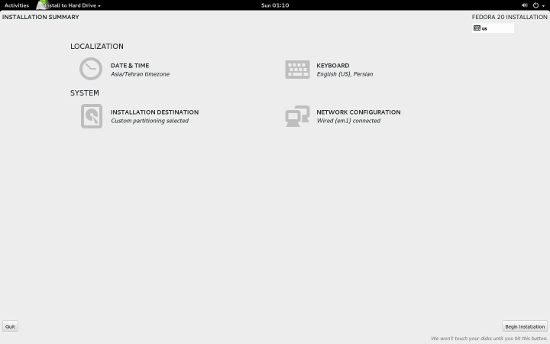 Activities Install to Hard Drive Sun 01:10
INSTALLATION SUMMARY FEDORA 20 INSTALLATION
us
LOCALIZATION
DATE & TIME KEYBOARD
Asia/Tehran timezone English (US), Persian
SYSTEM
INSTALLATION DESTINATION NETWORK CONFIGURATION
Custom partitioning selected Wired (em1) connected
Quit Begin Installation
We won't touch your disks until you hit this button.